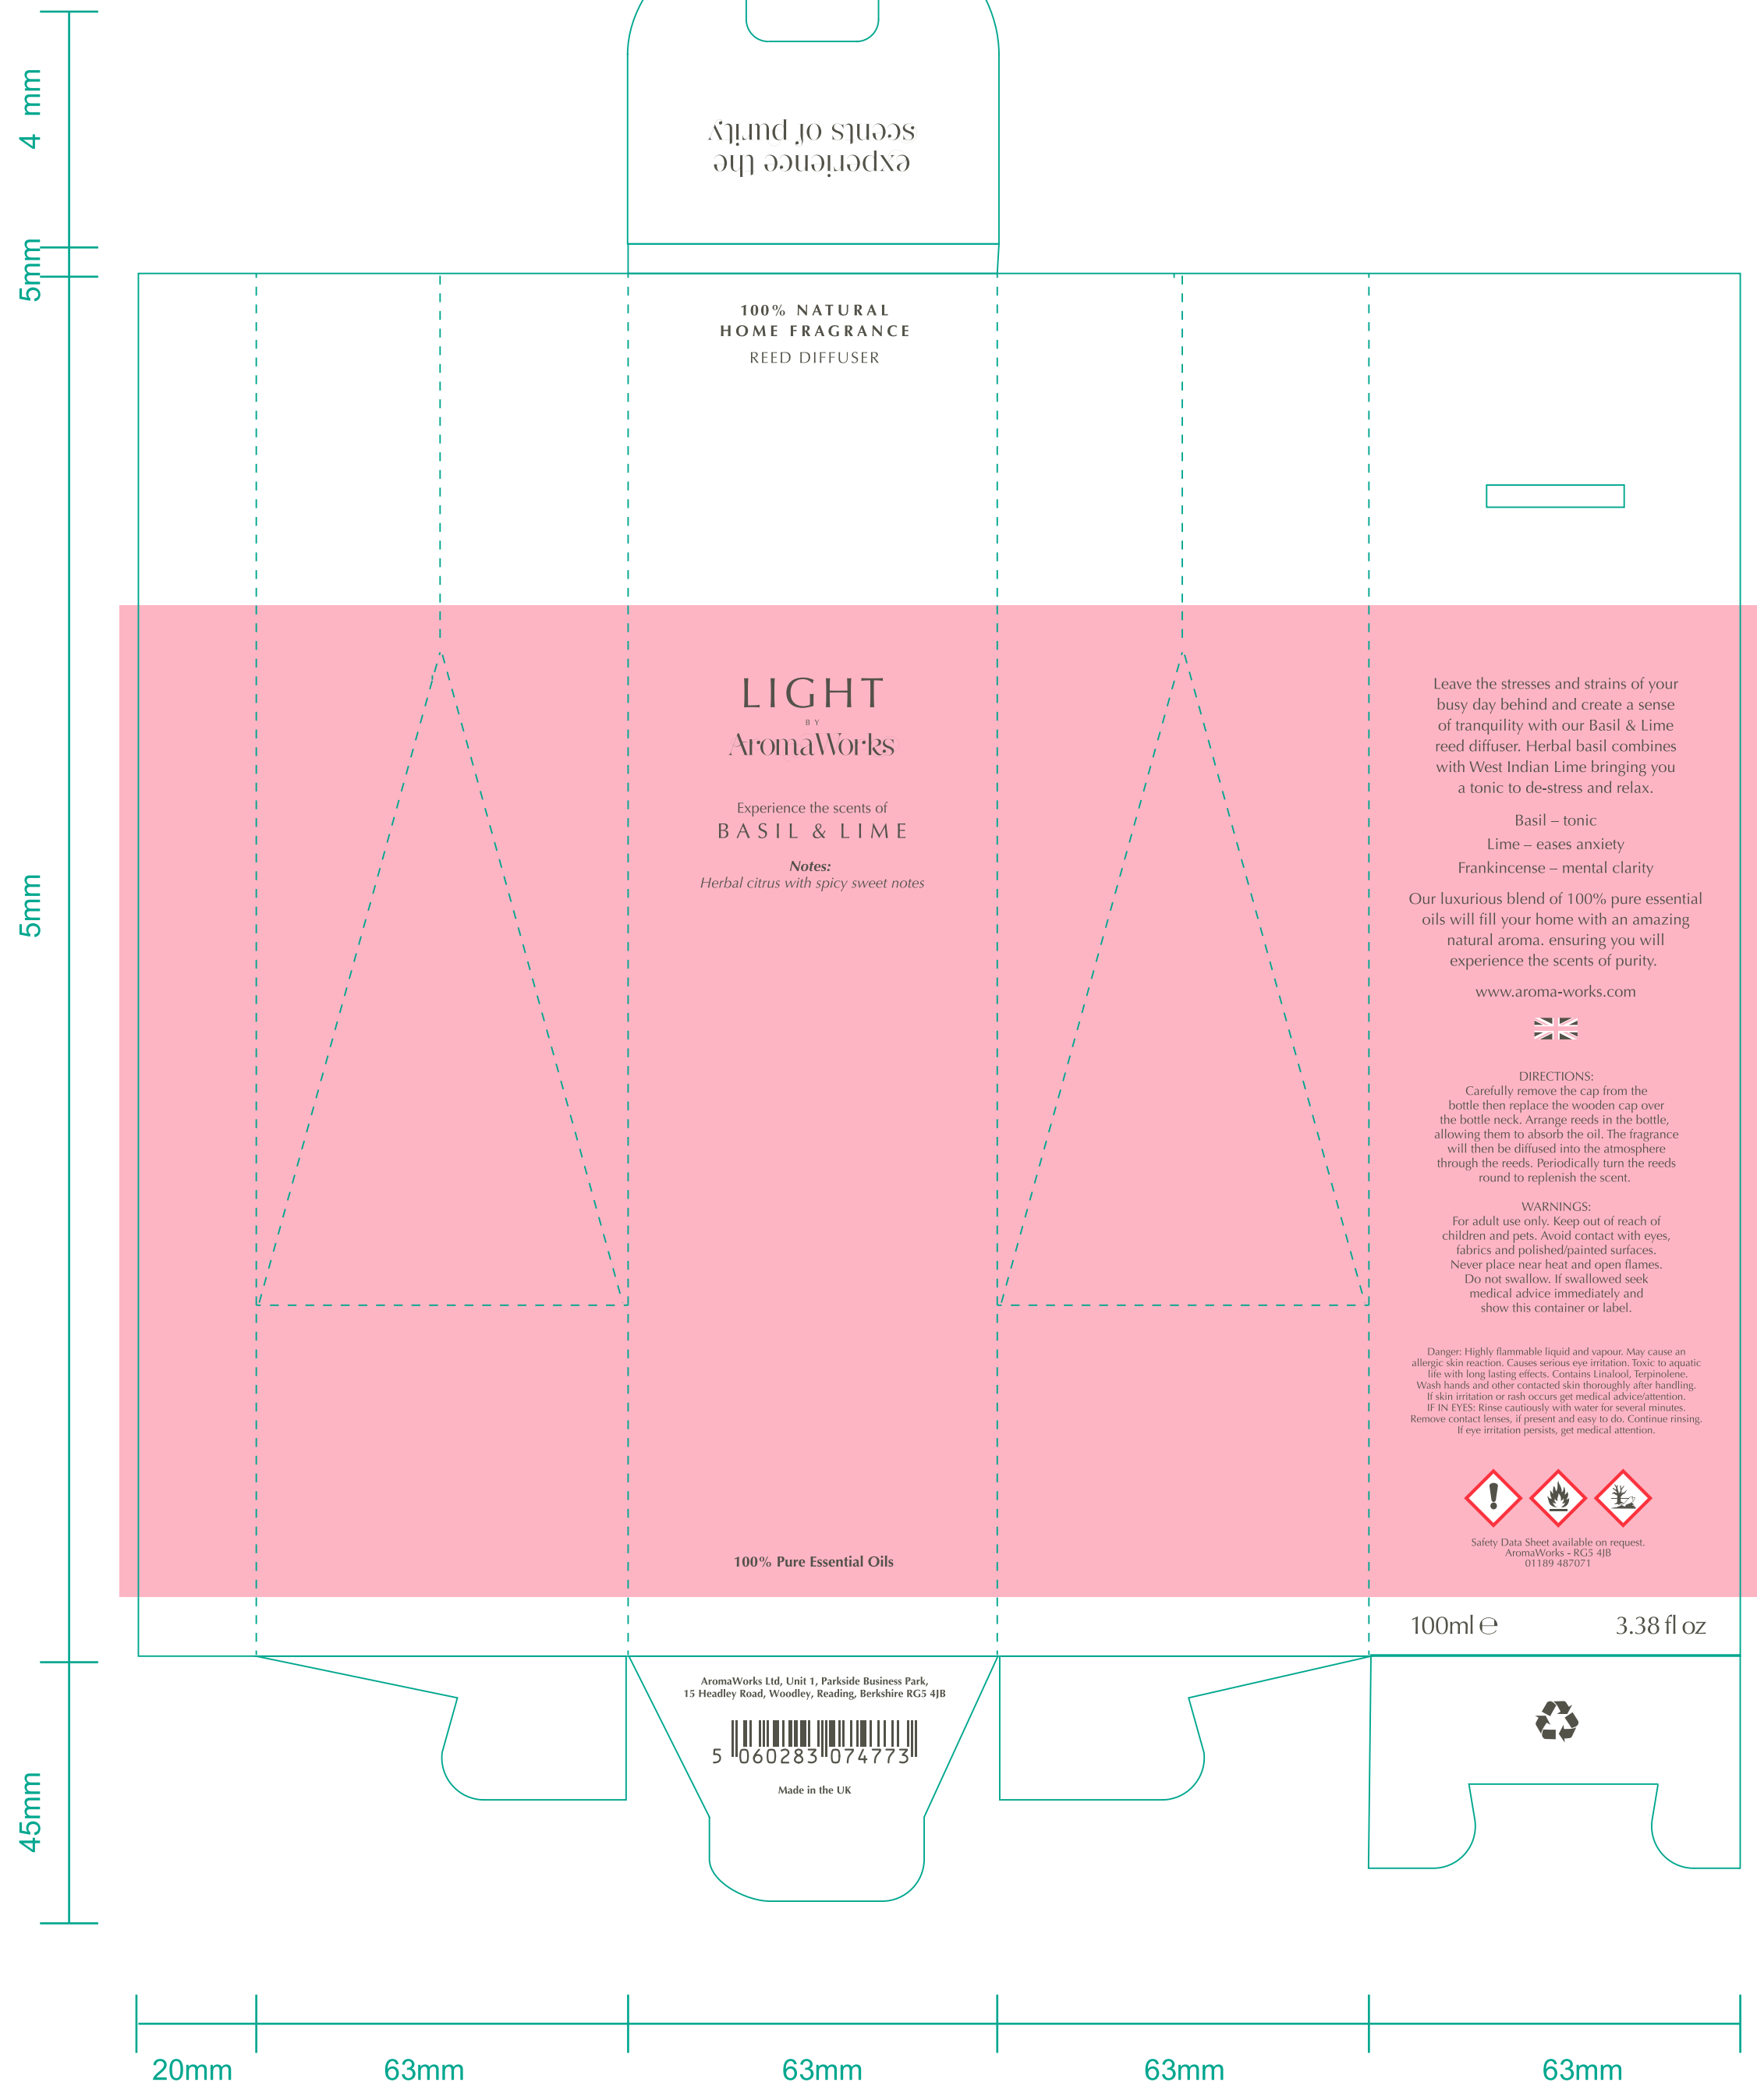 4 mm
5mm
5mm
45mm
experience the
scents of purity
100% NATURAL
HOME FRAGRANCE
REED DIFFUSER
LIGHT
BY
AromaWorks
Experience the scents of
BASIL & LIME
Notes:
Herbal citrus with spicy sweet notes
100% Pure Essential Oils
Leave the stresses and strains of your
busy day behind and create a sense
of tranquility with our Basil & Lime
reed diffuser. Herbal basil combines
with West Indian Lime bringing you
a tonic to de-stress and relax.
Basil – tonic
Lime – eases anxiety
Frankincense – mental clarity
Our luxurious blend of 100% pure essential
oils will fill your home with an amazing
natural aroma. ensuring you will
experience the scents of purity.
www.aroma-works.com
DIRECTIONS:
Carefully remove the cap from the
bottle then replace the wooden cap over
the bottle neck. Arrange reeds in the bottle,
allowing them to absorb the oil. The fragrance
will then be diffused into the atmosphere
through the reeds. Periodically turn the reeds
round to replenish the scent.
WARNINGS:
For adult use only. Keep out of reach of
children and pets. Avoid contact with eyes,
fabrics and polished/painted surfaces.
Never place near heat and open flames.
Do not swallow. If swallowed seek
medical advice immediately and
show this container or label.
Danger: Highly flammable liquid and vapour. May cause an
allergic skin reaction. Causes serious eye irritation. Toxic to aquatic
life with long lasting effects. Contains Linalool, Terpinolene.
Wash hands and other contacted skin thoroughly after handling.
If skin irritation or rash occurs get medical advice/attention.
IF IN EYES: Rinse cautiously with water for several minutes.
Remove contact lenses, if present and easy to do. Continue rinsing.
If eye irritation persists, get medical attention.
Safety Data Sheet available on request.
AromaWorks - RG5 4JB
01189 487071
100ml ℮ 3.38 fl oz
AromaWorks Ltd, Unit 1, Parkside Business Park,
15 Headley Road, Woodley, Reading, Berkshire RG5 4JB
5 060283 074773
Made in the UK
20mm 63mm 63mm 63mm 63mm